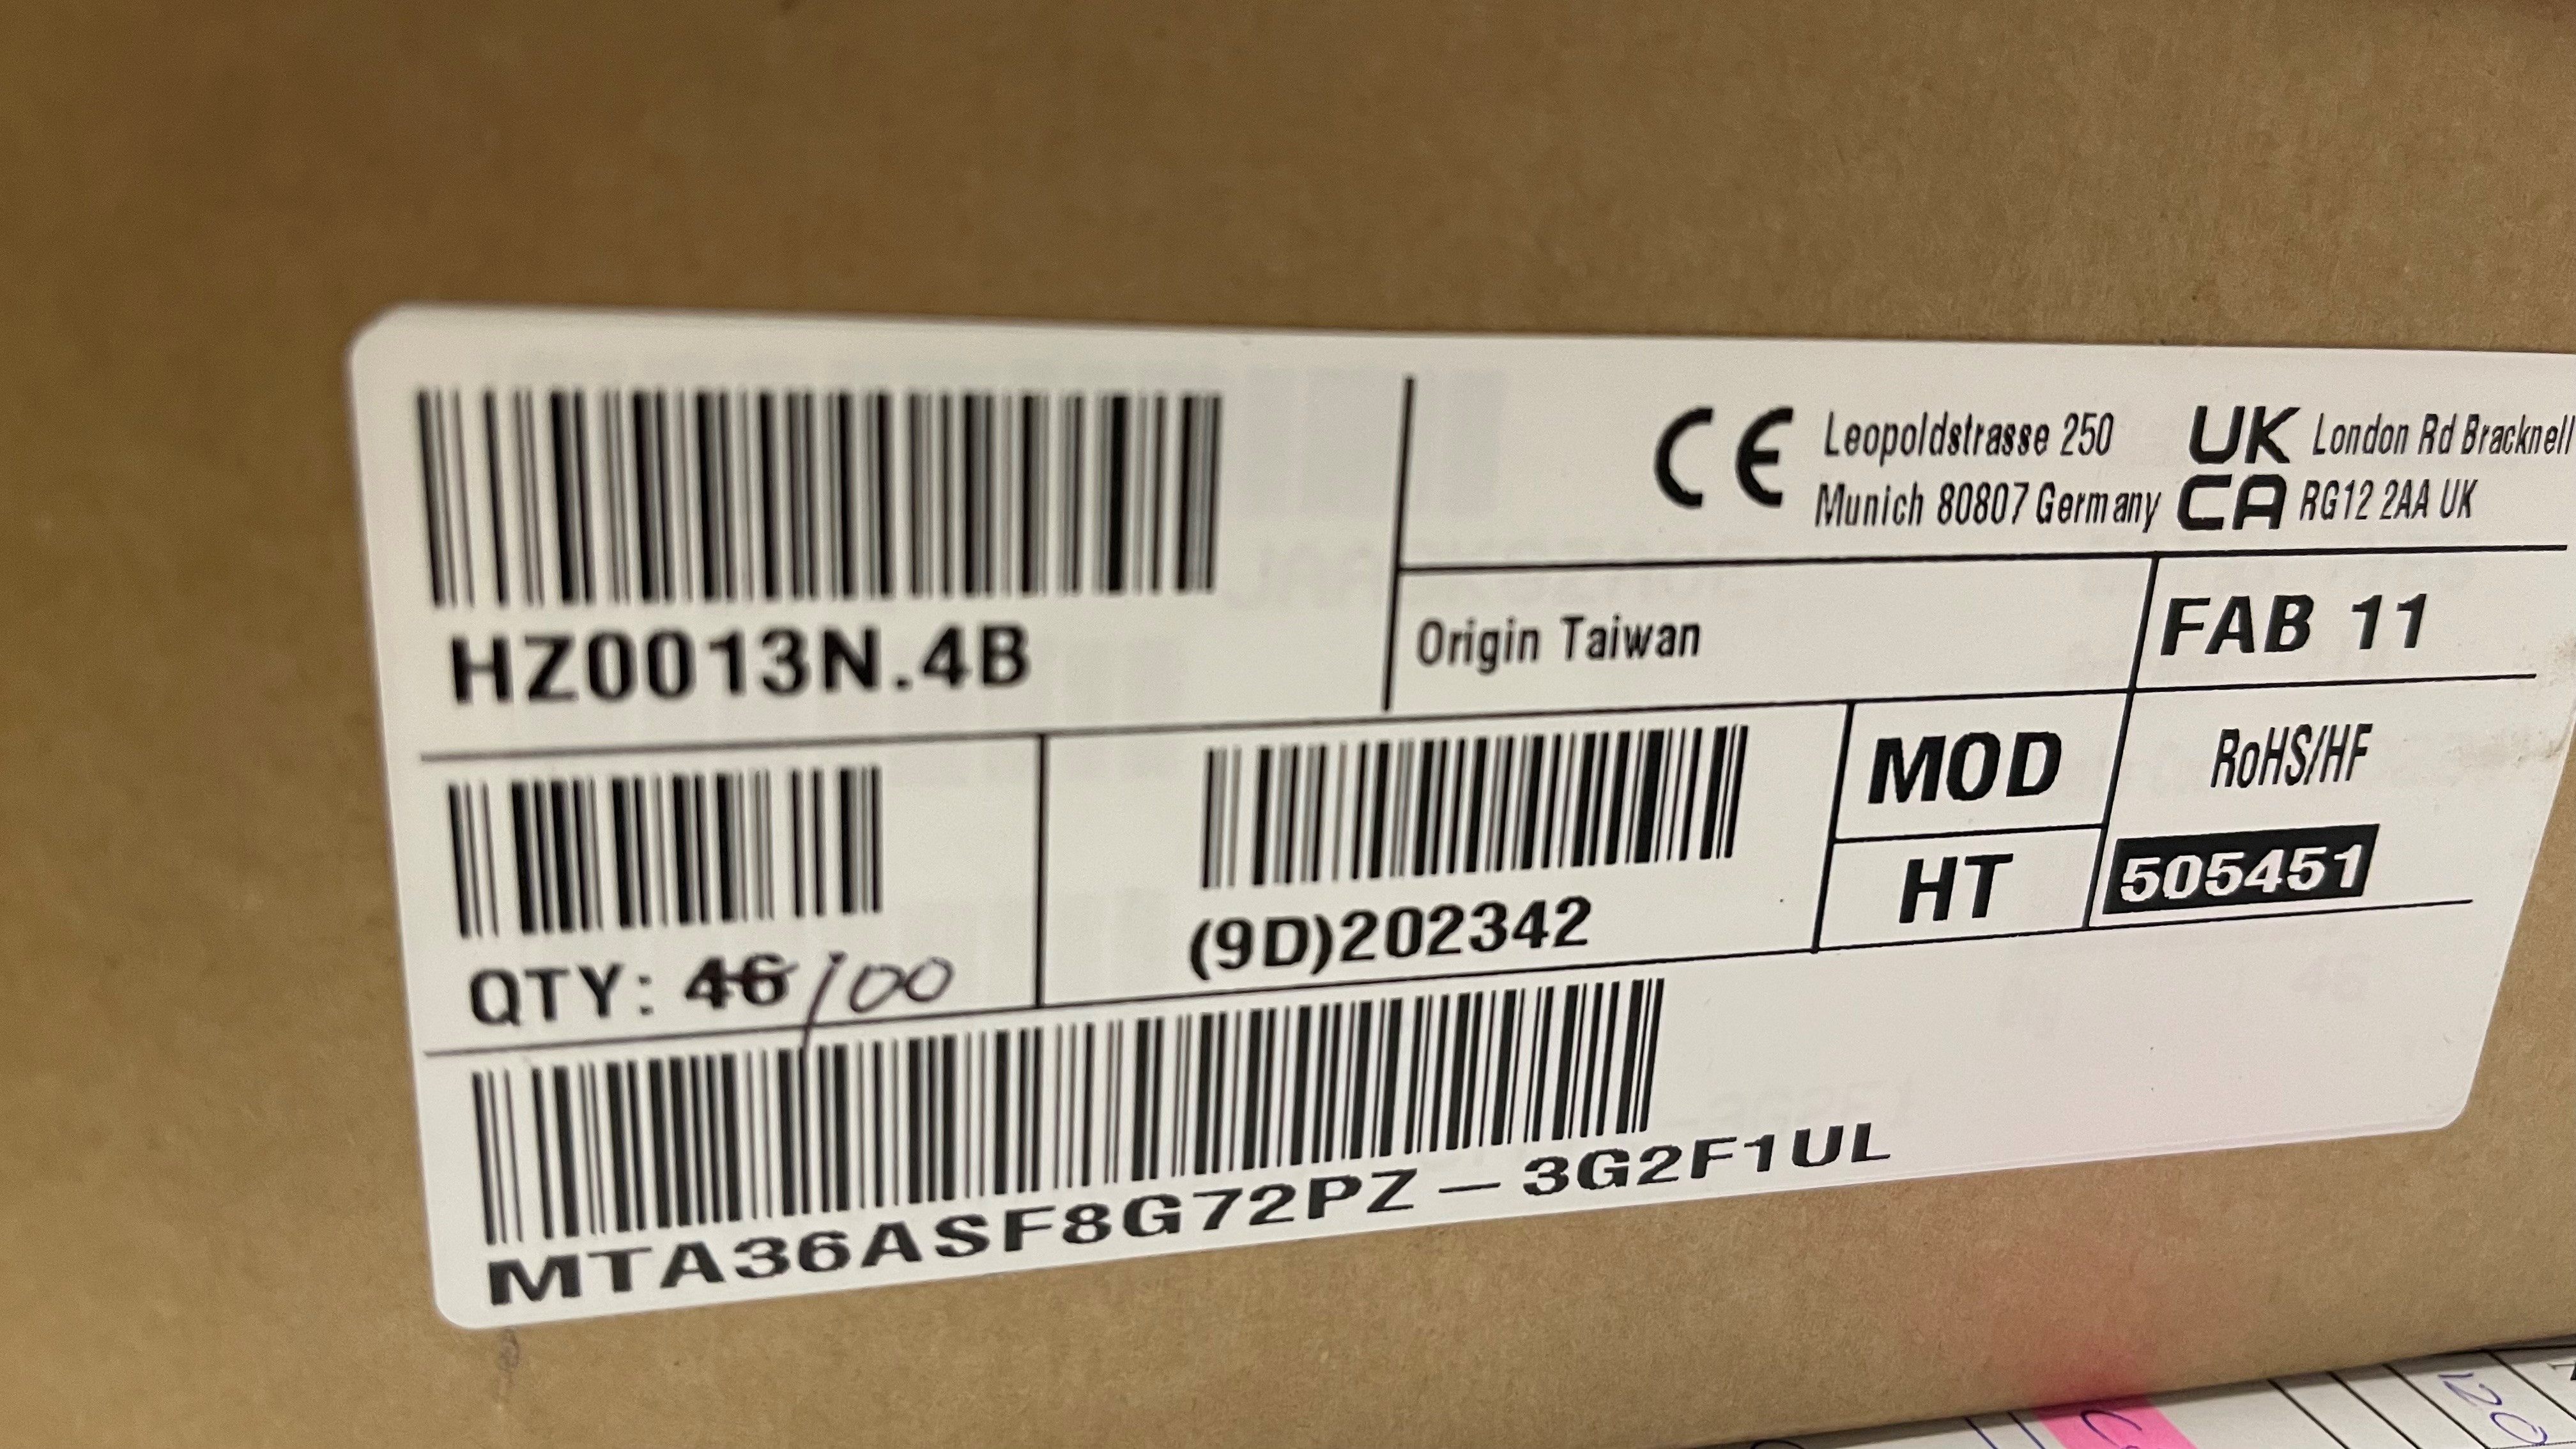 CE Leopoldstrasse 250
Munich 80807 Germany
UK CA London Rd Bracknell
RG12 2AA UK
HZ0013N.4B
Origin Taiwan
FAB 11
MOD
RoHS/HF
HT
505451
QTY: 46/100
(9D)202342
MTA36ASF8G72PZ-3G2F1UL
120